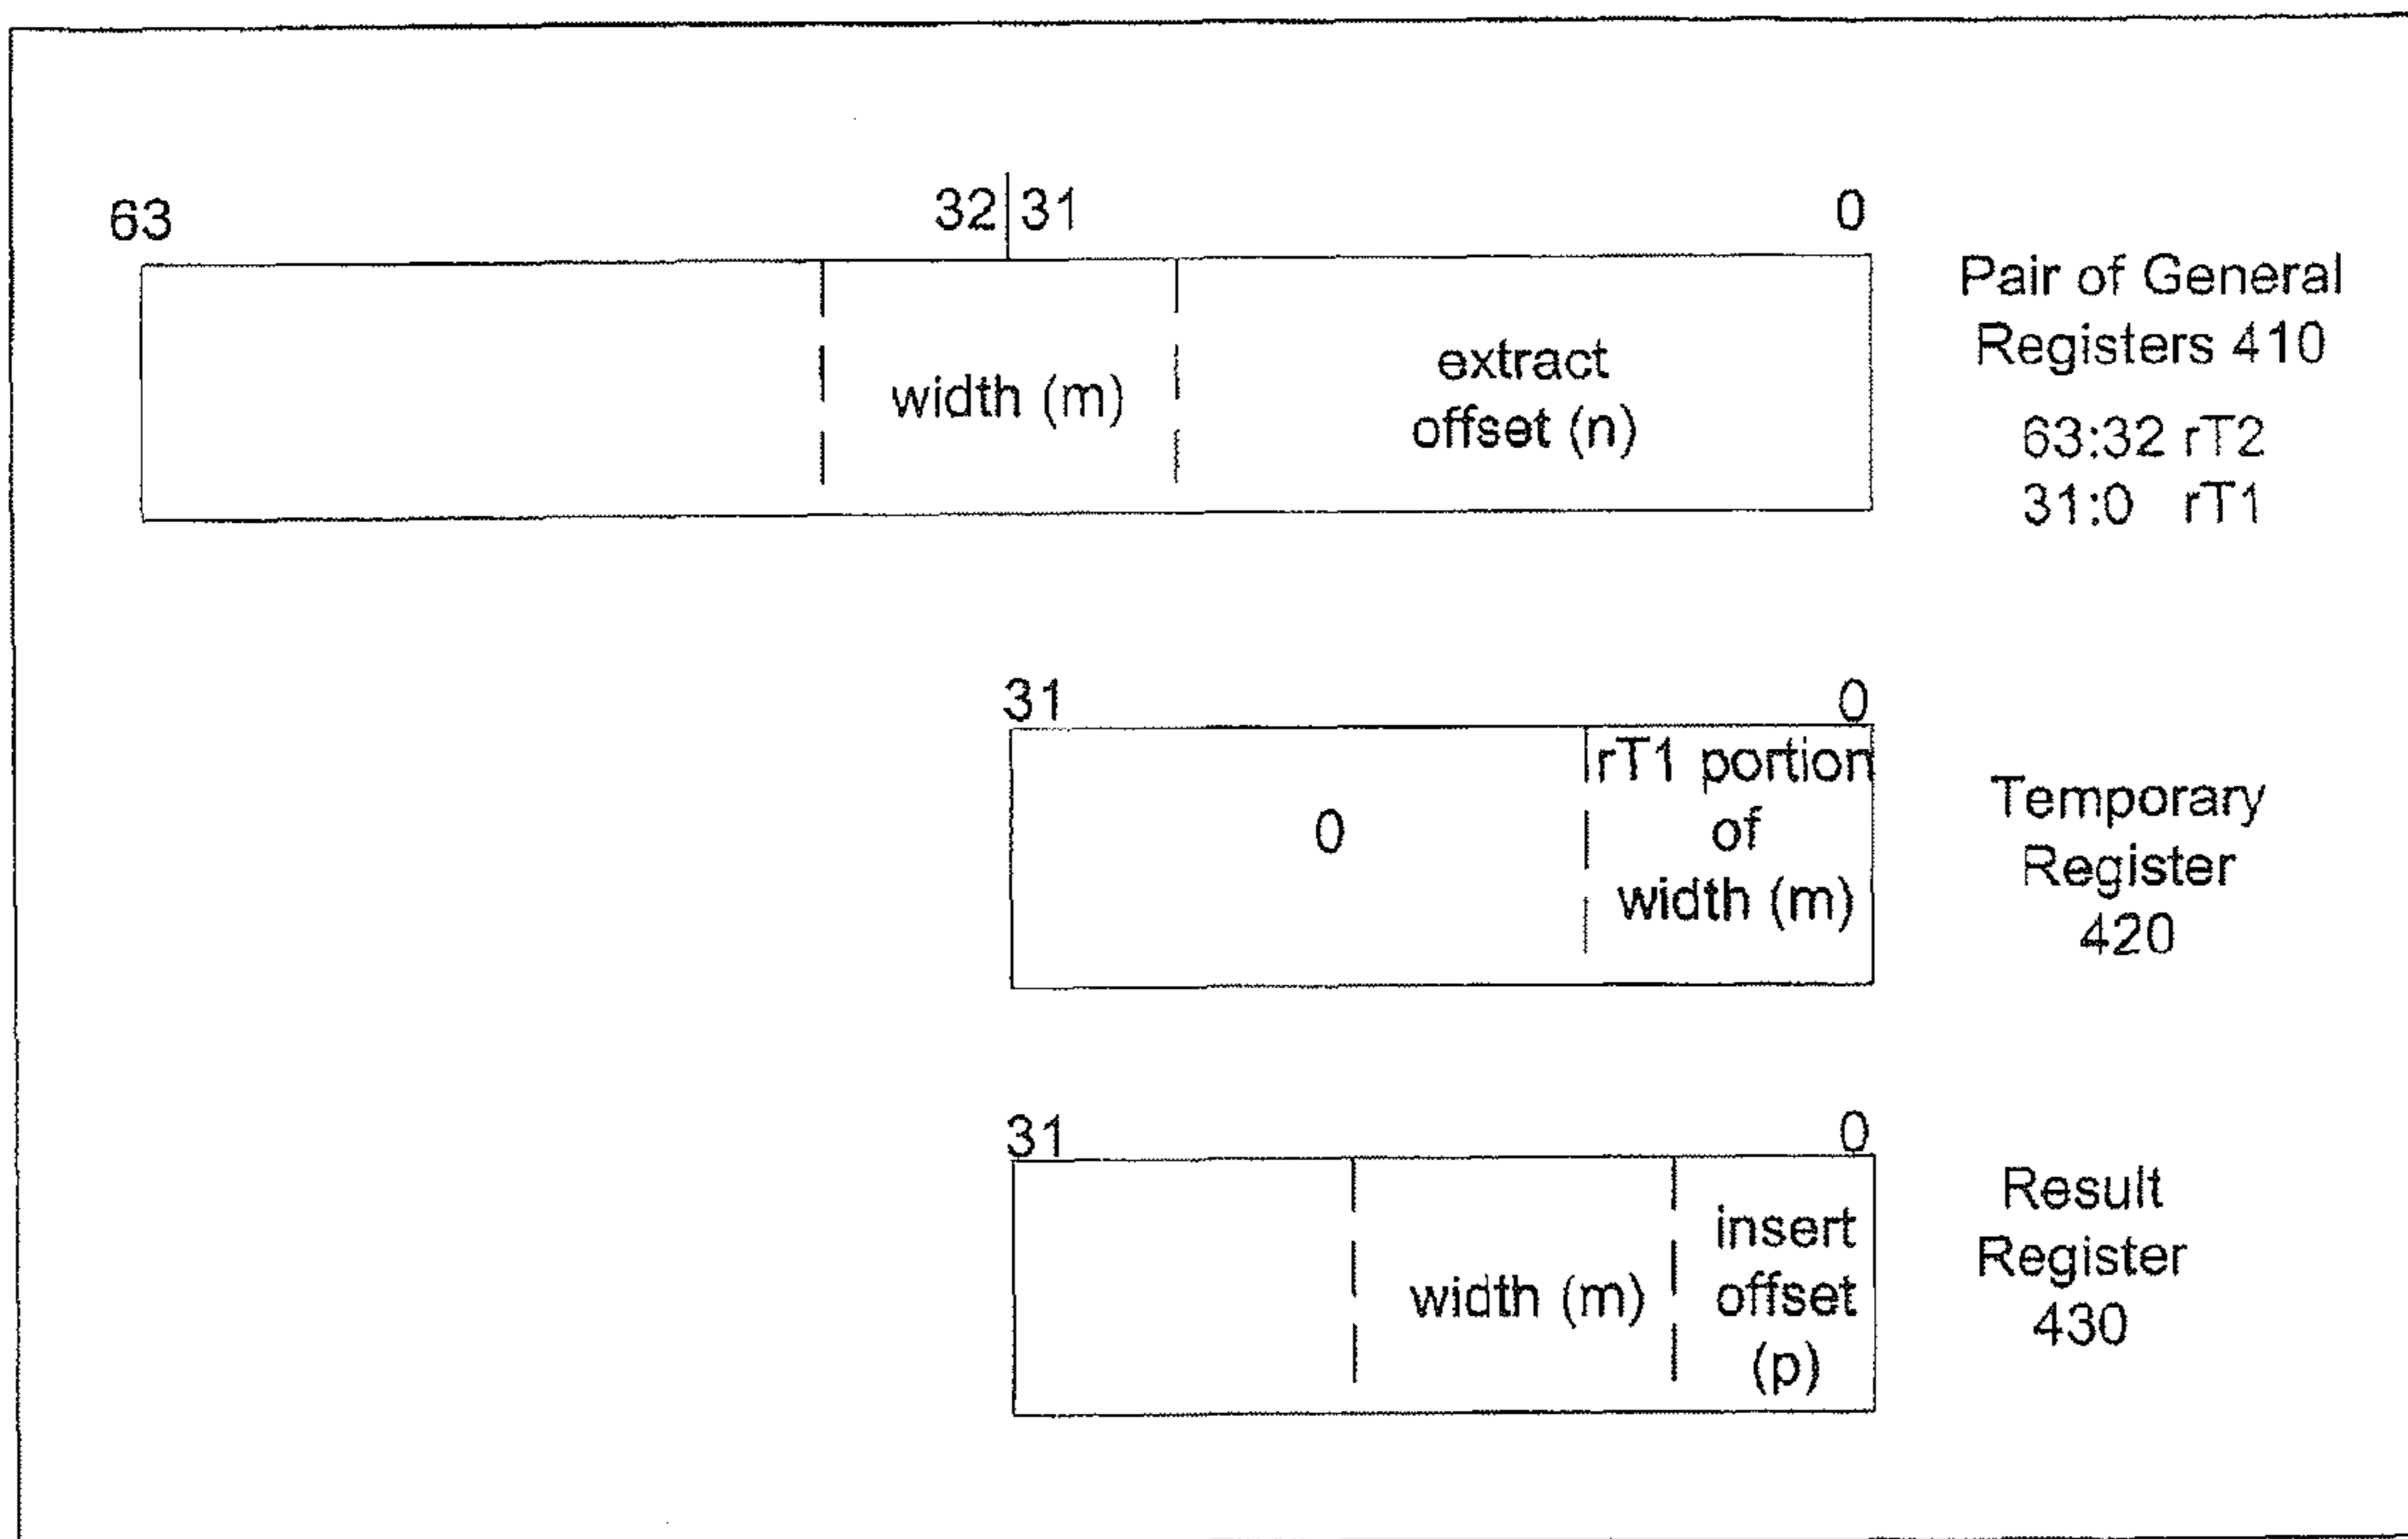 63
32 31
0
Pair of General
Registers 410
63:32 rT2
31:0 rT1
width (m)
extract
offset (n)
31
0
0
rT1 portion
of
width (m)
Temporary
Register
420
31
0
width (m)
insert
offset
(p)
Result
Register
430